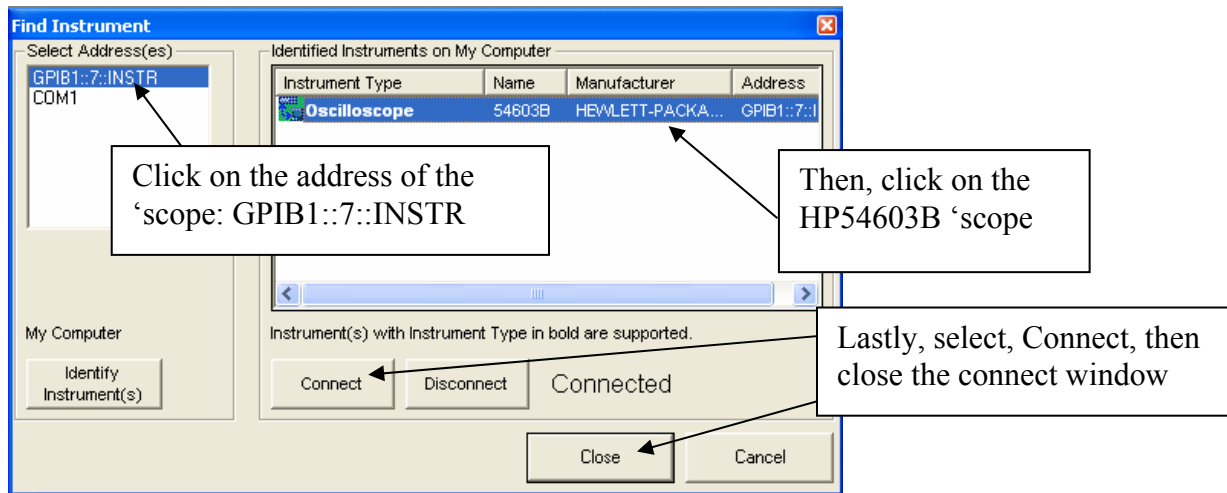 Find Instrument
Select Address(es)
GPIB1::7::INSTR
COM1
Click on the address of the
‘scope: GPIB1::7::INSTR
My Computer
Identify
Instrument(s)
Identified Instruments on My Computer
Instrument Type Name Manufacturer Address
Oscilloscope 54603B HEWLETT-PACKA... GPIB1::7::I
Then, click on the
HP54603B ‘scope
Instrument(s) with Instrument Type in bold are supported.
Connect Disconnect Connected
Lastly, select, Connect, then
close the connect window
Close Cancel